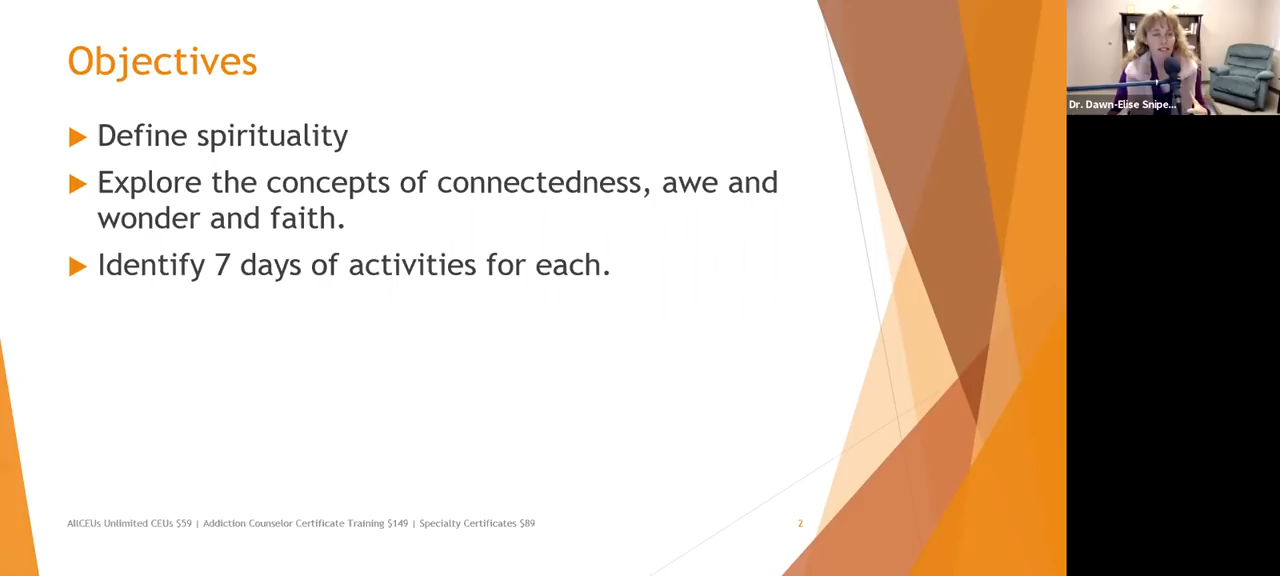 Objectives
Define spirituality
Explore the concepts of connectedness, awe and
wonder and faith.
Identify 7 days of activities for each.
AllCEUs Unlimited CEUs $59 | Addiction Counselor Certificate Training $149 | Specialty Certificates $89
2
Dr. Dawn-Elise Snipe...